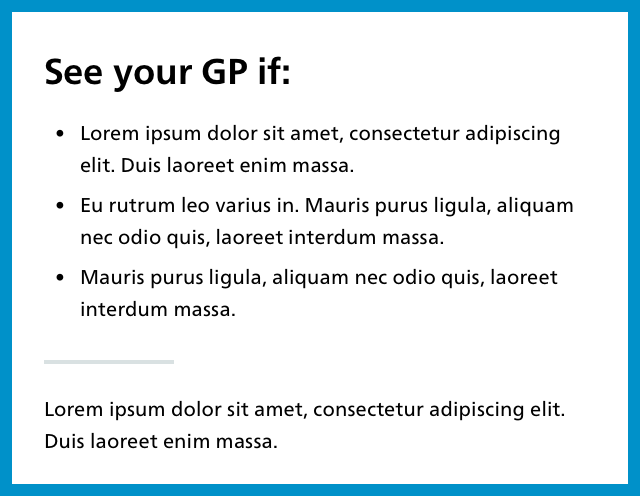 See your GP if:
• Lorem ipsum dolor sit amet, consectetur adipiscing
elit. Duis laoreet enim massa.
• Eu rutrum leo varius in. Mauris purus ligula, aliquam
nec odio quis, laoreet interdum massa.
• Mauris purus ligula, aliquam nec odio quis, laoreet
interdum massa.
Lorem ipsum dolor sit amet, consectetur adipiscing elit.
Duis laoreet enim massa.